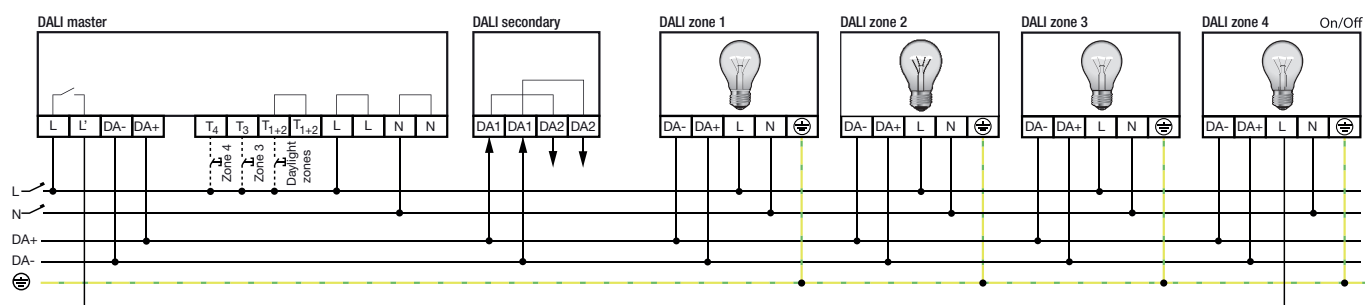 DALI master
DALI secondary
DALI zone 1
DALI zone 2
DALI zone 3
DALI zone 4
On/Off
L L' DA- DA+ T4 T3 T1+2 T1+2 L L N N
DA1 DA1 DA2 DA2
DA- DA+ L N
DA- DA+ L N
DA- DA+ L N
DA- DA+ L N
Zone 4
Zone 3
Daylight
zones
L
N
DA+
DA-